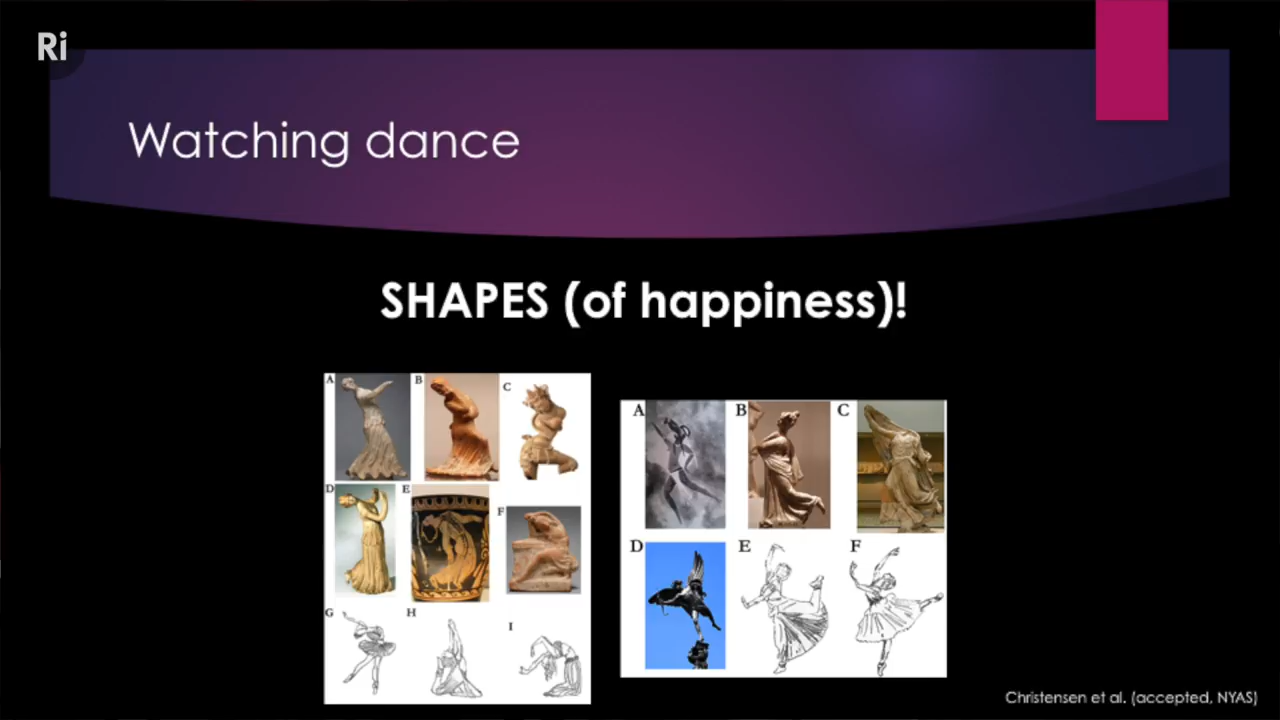 Ri
Watching dance
SHAPES (of happiness)!
A B C
D E F
G H I
A B C
D E F
Christensen et al. (accepted, NYAS)